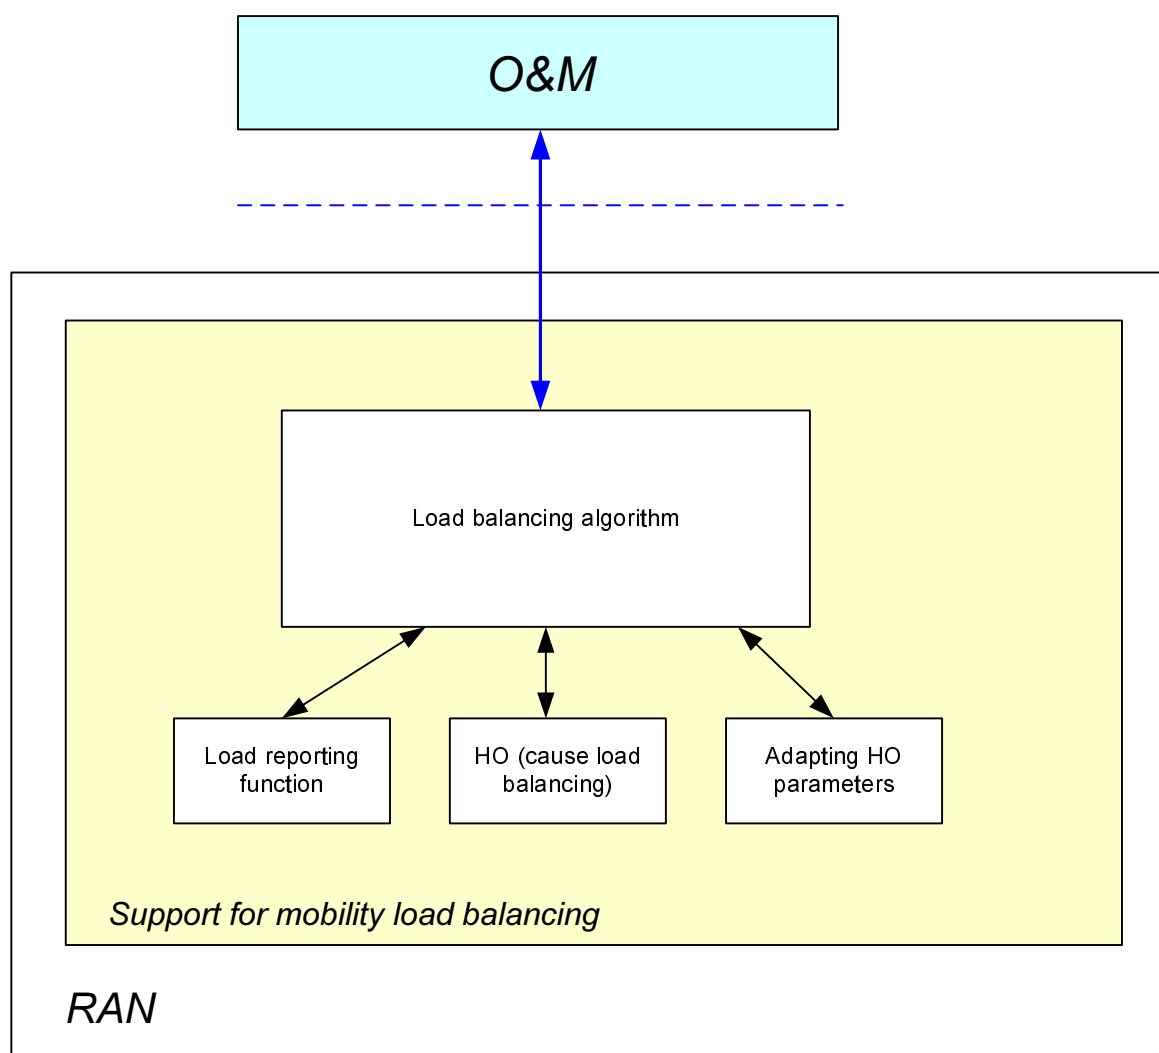 O&M
Load balancing algorithm
Load reporting
function
HO (cause load
balancing)
Adapting HO
parameters
Support for mobility load balancing
RAN